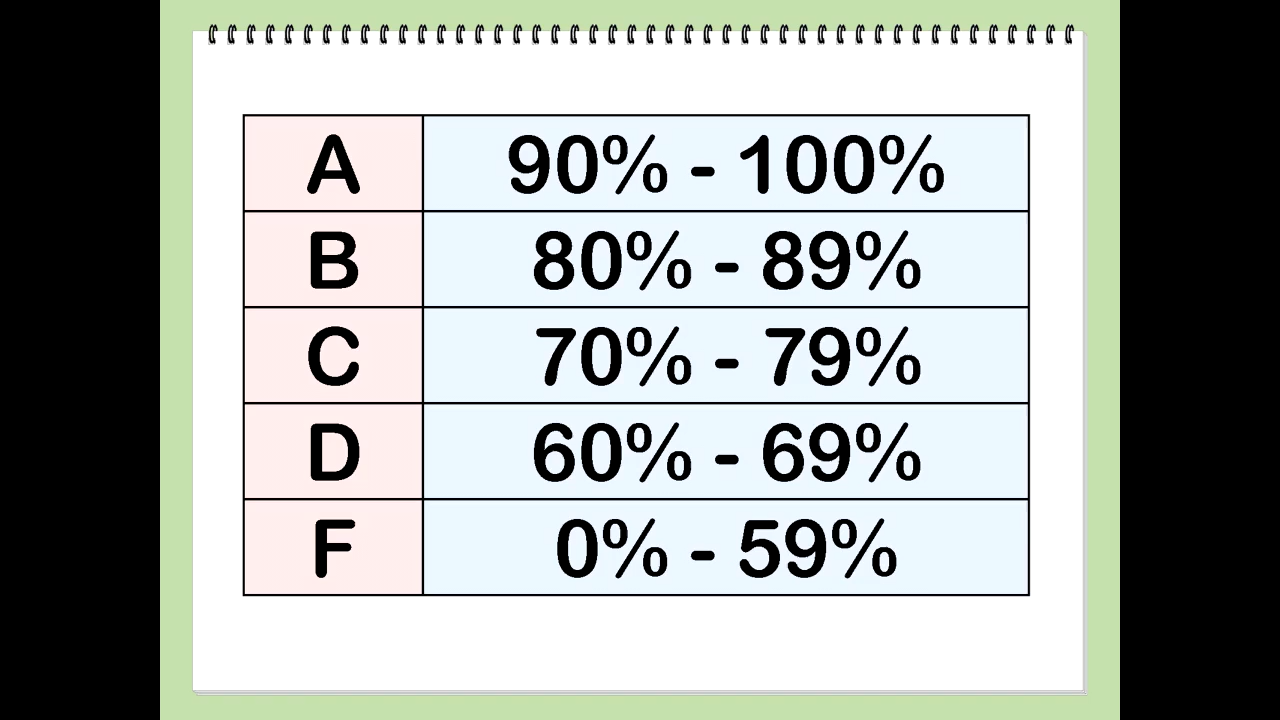 A 90% - 100%
B 80% - 89%
C 70% - 79%
D 60% - 69%
F 0% - 59%